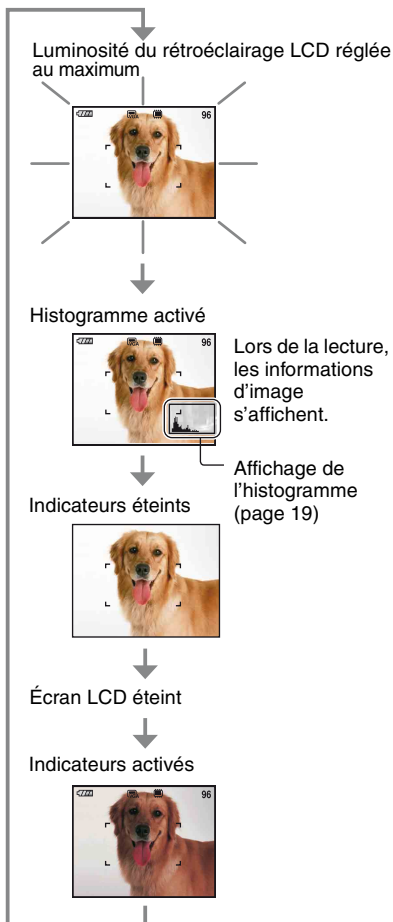 Luminosité du rétroéclairage LCD réglée
au maximum
96
Histogramme activé
96
Lors de la lecture,
les informations
d'image
s'affichent.
Affichage de
l'histogramme
(page 19)
Indicateurs éteints
Écran LCD éteint
Indicateurs activés
96